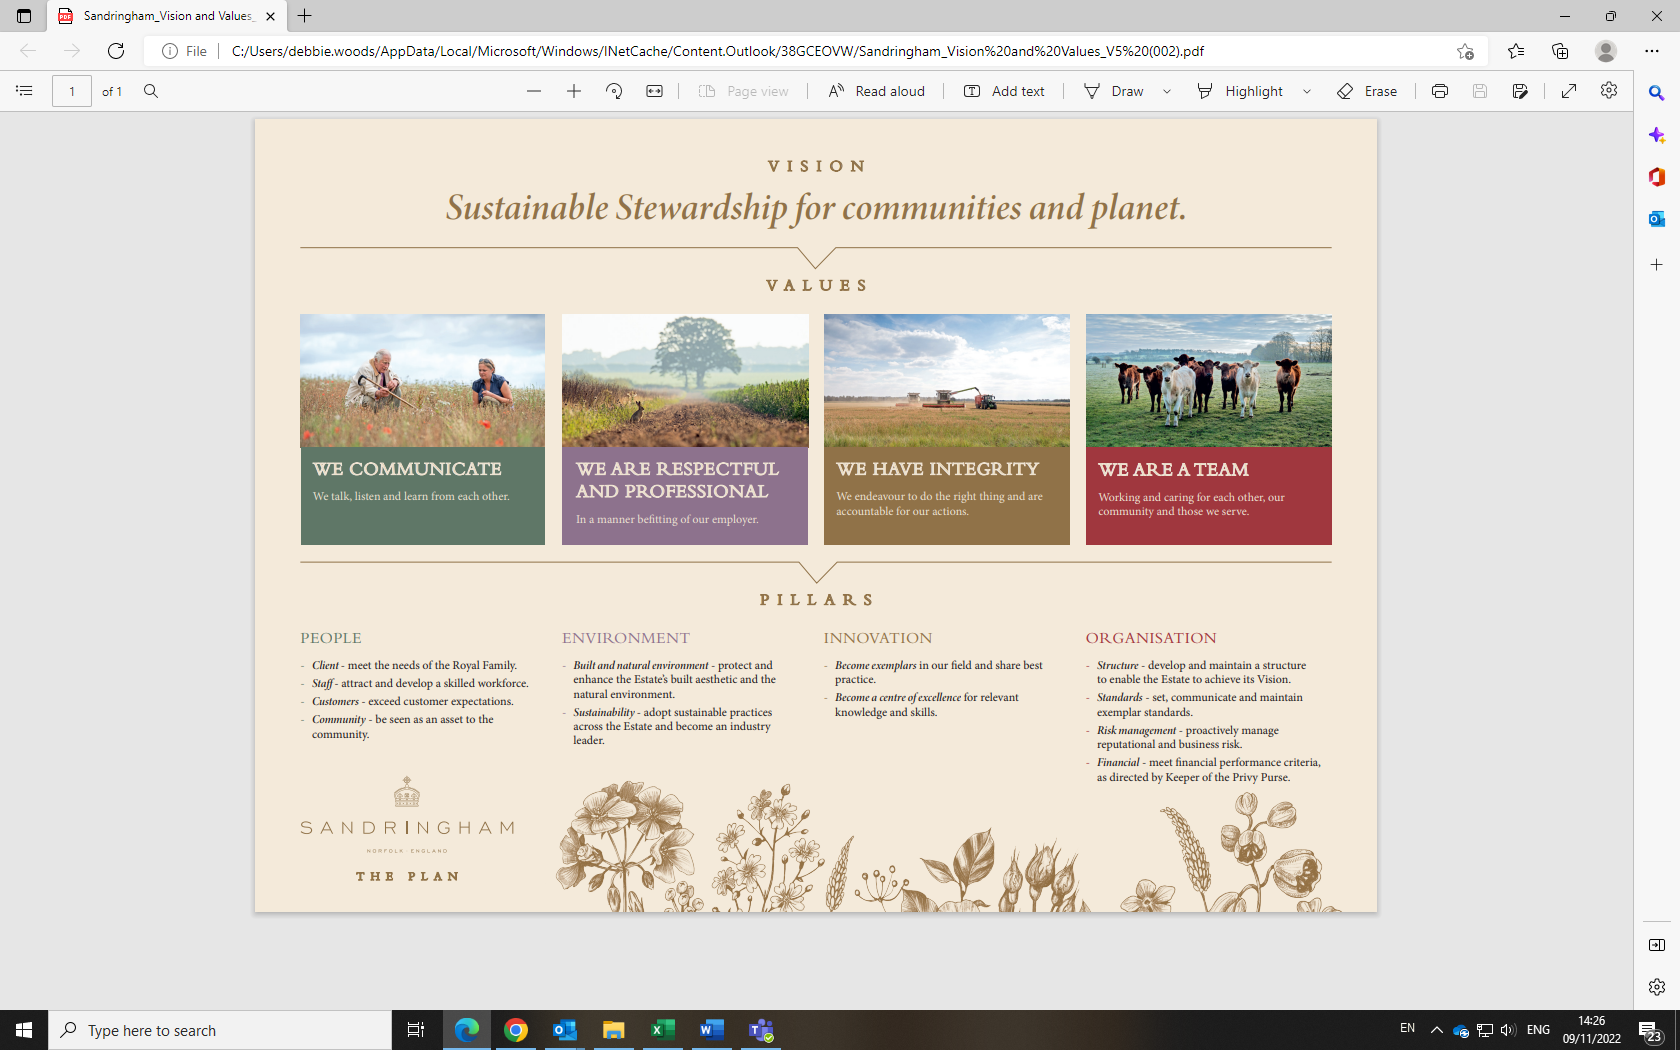 Sandringham_Vision and Values_
File
C:/Users/debbie.woods/AppData/Local/Microsoft/Windows/INetCache/Content.Outlook/38GCEOVW/Sandringham_Vision%20and%20Values_V5%20(002).pdf
1 of 1
Page view
Read aloud
Add text
Draw
Highlight
Erase
VISION
Sustainable Stewardship for communities and planet.
VALUES
WE COMMUNICATE
We talk, listen and learn from each other.
WE ARE RESPECTFUL
AND PROFESSIONAL
In a manner befitting of our employer.
WE HAVE INTEGRITY
We endeavour to do the right thing and are
accountable for our actions.
WE ARE A TEAM
Working and caring for each other, our
community and those we serve.
PILLARS
PEOPLE
- Client - meet the needs of the Royal Family.
- Staff - attract and develop a skilled workforce.
- Customers - exceed customer expectations.
- Community - be seen as an asset to the
community.
ENVIRONMENT
- Built and natural environment - protect and
enhance the Estate's built aesthetic and the
natural environment.
- Sustainability - adopt sustainable practices
across the Estate and become an industry
leader.
INNOVATION
- Become exemplars in our field and share best
practice.
- Become a centre of excellence for relevant
knowledge and skills.
ORGANISATION
- Structure - develop and maintain a structure
to enable the Estate to achieve its Vision.
- Standards - set, communicate and maintain
exemplar standards.
- Risk management - proactively manage
reputational and business risk.
- Financial - meet financial performance criteria,
as directed by Keeper of the Privy Purse.
SANDRINGHAM
NORFOLK · ENGLAND
THE PLAN
Type here to search
EN
ENG
14:26
09/11/2022
23